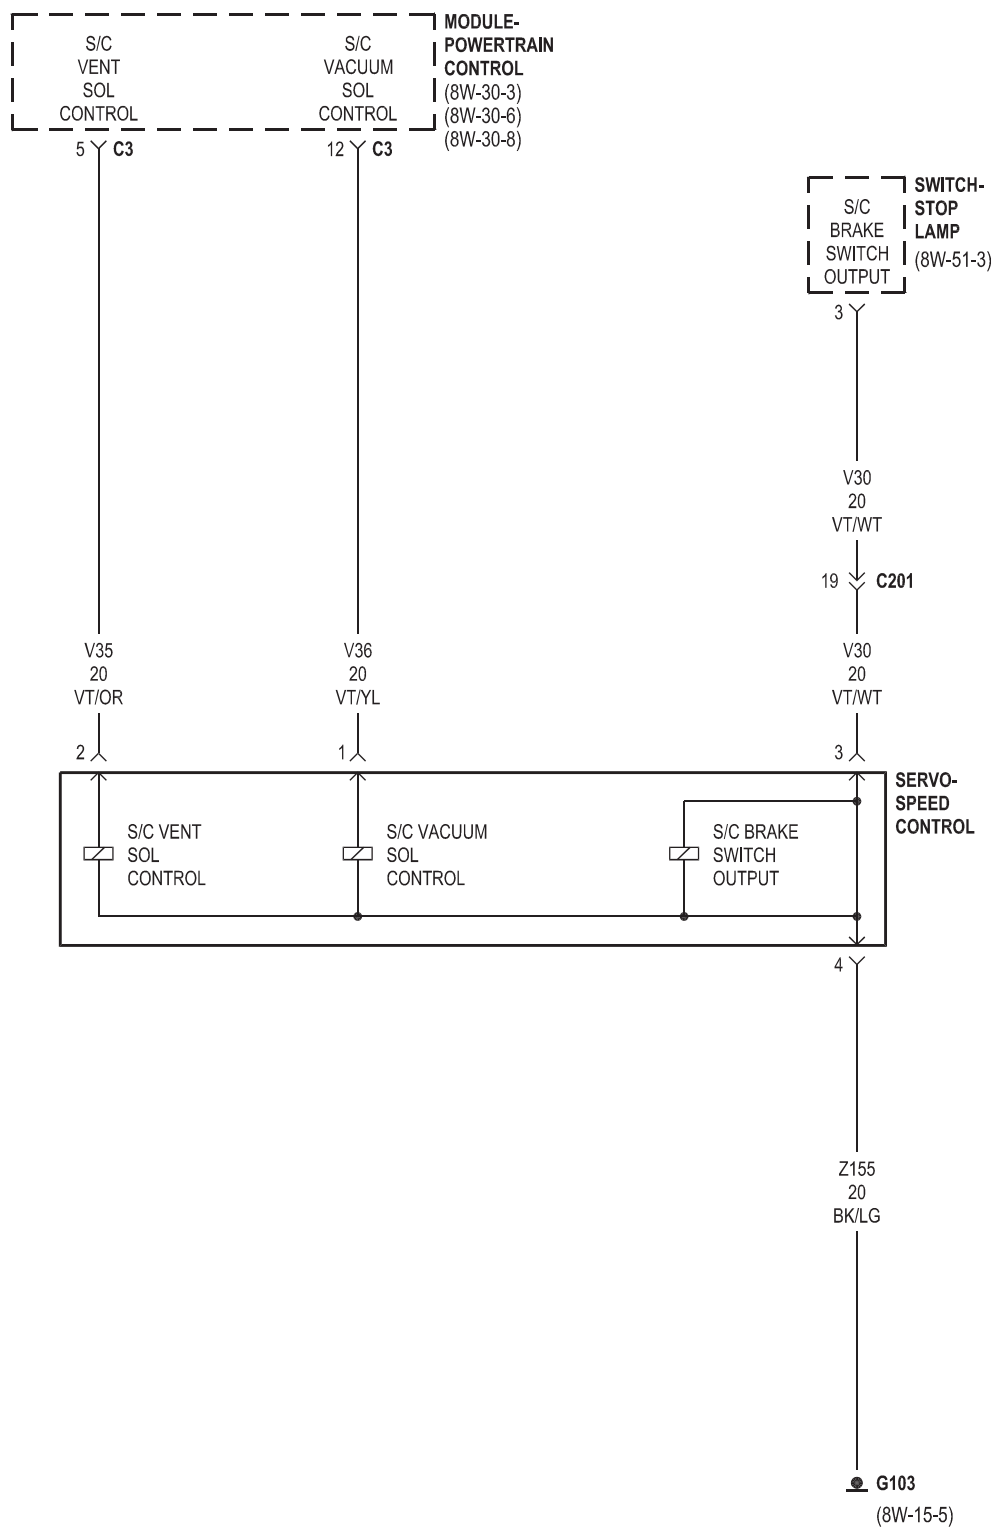 S/C
VENT
SOL
CONTROL
S/C
VACUUM
SOL
CONTROL
MODULE-
POWERTRAIN
CONTROL
(8W-30-3)
(8W-30-6)
(8W-30-8)
5 C3
12 C3
S/C
BRAKE
SWITCH
OUTPUT
SWITCH-
STOP
LAMP
(8W-51-3)
3
V30
20
VT/WT
19 C201
V35
20
VT/OR
V36
20
VT/YL
V30
20
VT/WT
2
1
3
SERVO-
SPEED
CONTROL
S/C VENT
SOL
CONTROL
S/C VACUUM
SOL
CONTROL
S/C BRAKE
SWITCH
OUTPUT
4
Z155
20
BK/LG
G103
(8W-15-5)